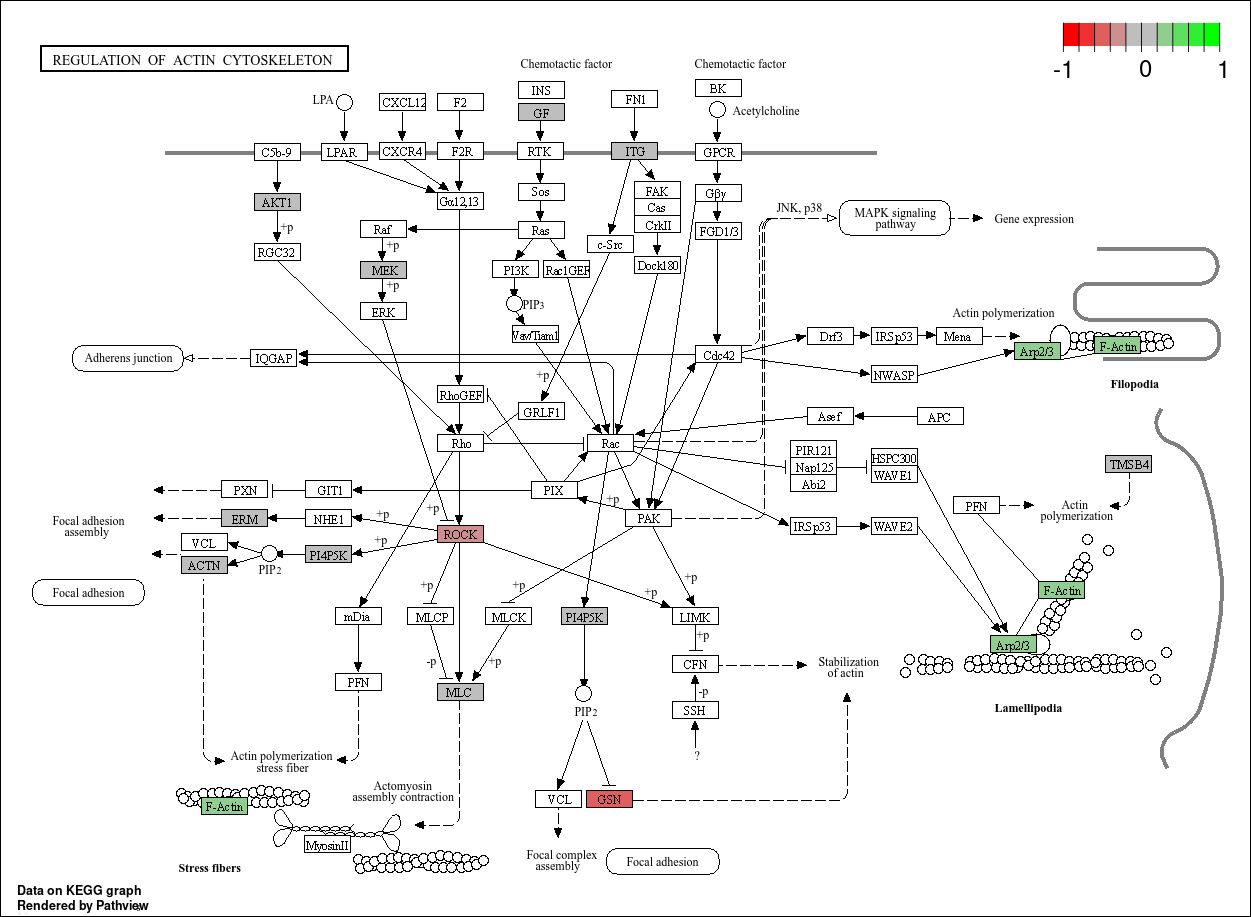 REGULATION OF ACTIN CYTOSKELETON
-1 0 1
Chemotactic factor
Chemotactic factor
LPA
CXCL12
F2
INS
GF
FN1
BK
Acetylcholine
C5b-9
LPAR
CXCR4
F2R
RTK
ITG
GPCR
AKT1
+p
RGC32
Gα12,13
Sos
FAK
Cas
CrkII
Gβγ
JNK, p38
MAPK signaling
pathway
Gene expression
Raf
+p
MEK
+p
ERK
Ras
c-Src
FGD1/3
PI3K
Rac1GEF
Dock180
PIP3
Vav/Tiam1
Actin polymerization
Drf3
IRSp53
Mena
Arp2/3
F-Actin
Filopodia
Adherens junction
IQGAP
Cdc42
NWASP
+p
RhoGEF
GRLF1
Asef
APC
Rho
Rac
PIR121
Nap125
Abi2
HSPC300
WAVE1
TMSB4
PXN
GIT1
PIX
+p
PAK
IRSp53
WAVE2
PFN
Actin
polymerization
Focal adhesion
assembly
ERM
NHE1
+p
+p
ROCK
VCL
ACTN
PIP2
PI4P5K
+p
Focal adhesion
+p
+p
+p
+p
mDia
MLCP
MLCK
PI4P5K
LIMK
F-Actin
Arp2/3
+p
-p
+p
CFN
Stabilization
of actin
PFN
MLC
-p
SSH
PIP2
?
Lamellipodia
Actin polymerization
stress fiber
Actomyosin
assembly contraction
F-Actin
MyosinII
VCL
GSN
Stress fibers
Focal complex
assembly
Focal adhesion
Data on KEGG graph
Rendered by Pathview